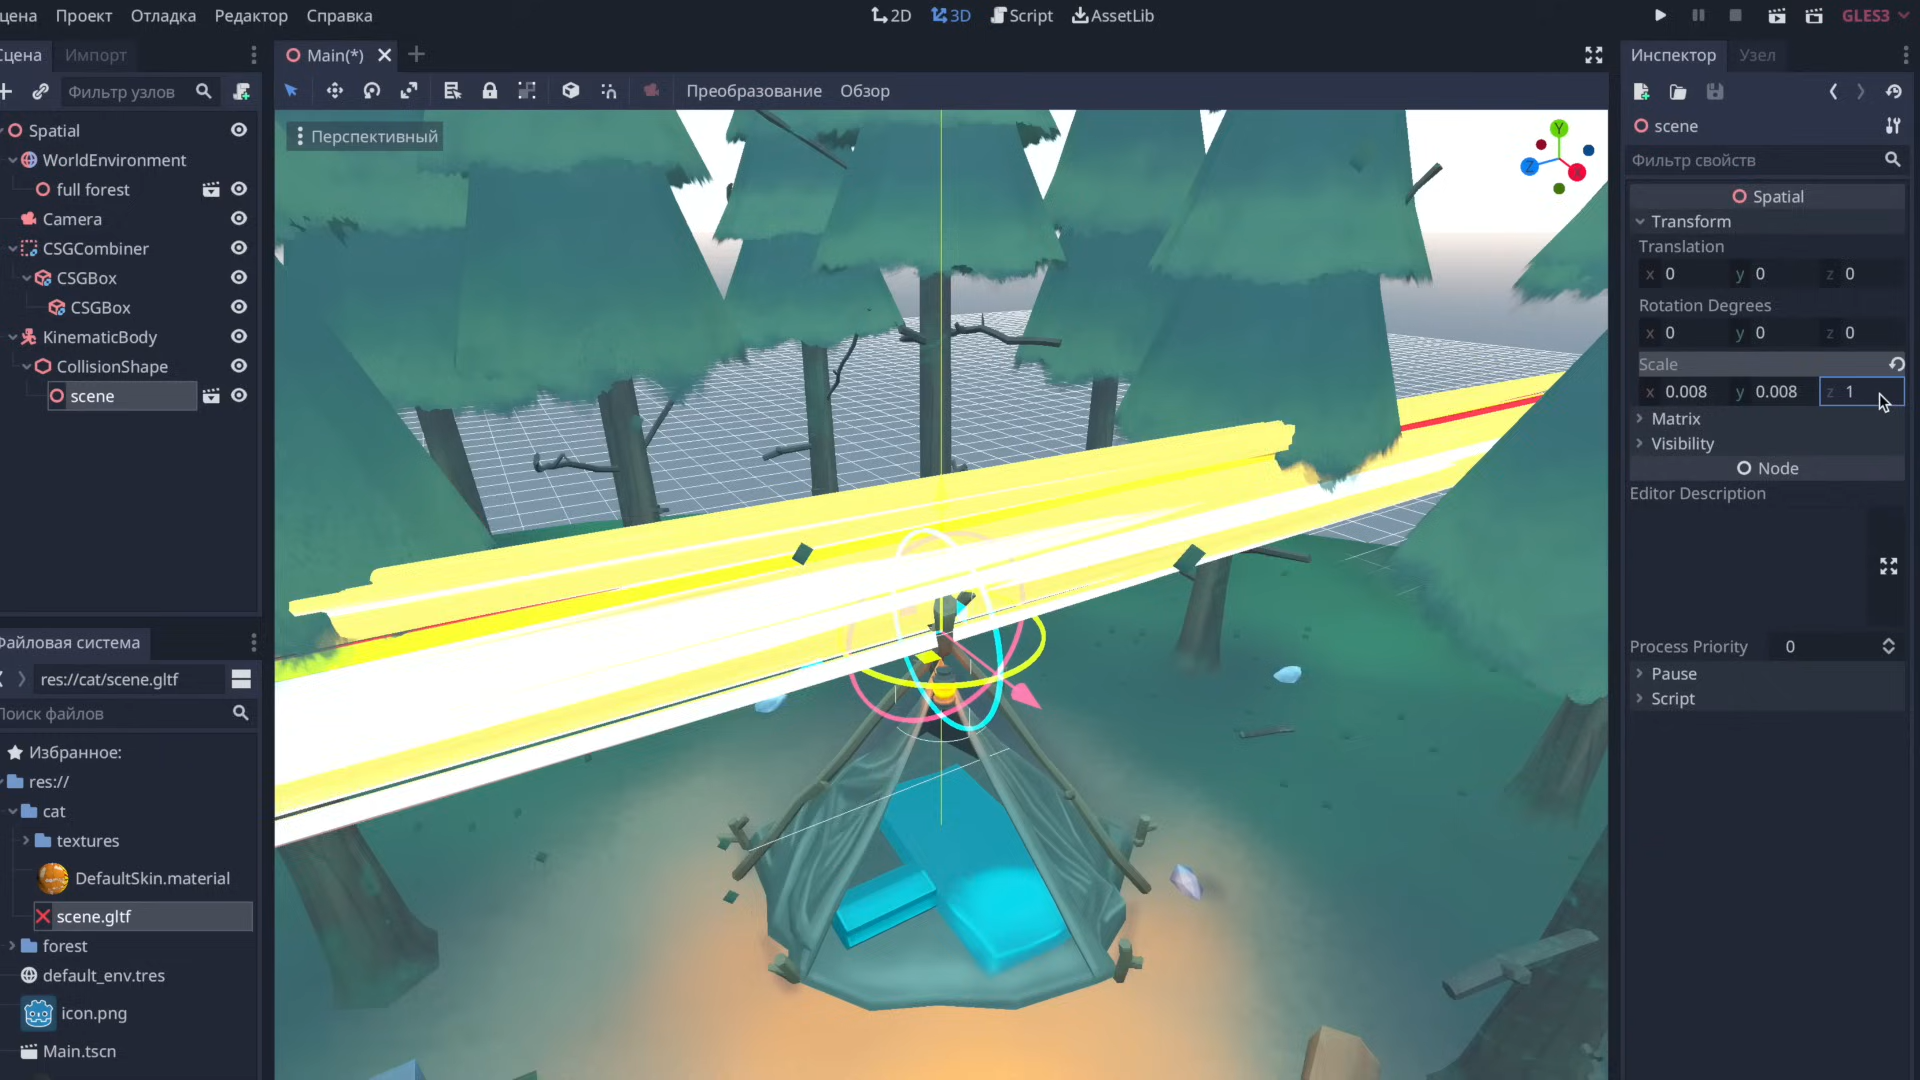 цена Проект Отладка Редактор Справка
2D 3D Script AssetLib
GLES3
Сцена Импорт
Main(*)
Инспектор Узел
Фильтр узлов
Преобразование Обзор
Spatial
WorldEnvironment
full forest
Camera
CSGCombiner
CSGBox
CSGBox
KinematicBody
CollisionShape
scene
Перспективный
Y
Z
X
scene
Фильтр свойств
Spatial
Transform
Translation
x 0 y 0 z 0
Rotation Degrees
x 0 y 0 z 0
Scale
x 0.008 y 0.008 z 1
Matrix
Visibility
Node
Editor Description
Process Priority 0
Pause
Script
Файловая система
res://cat/scene.gltf
Поиск файлов
Избранное:
res://
cat
textures
DefaultSkin.material
scene.gltf
forest
default_env.tres
icon.png
Main.tscn